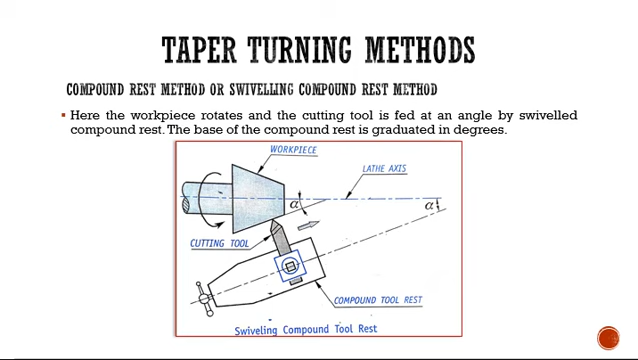 TAPER TURNING METHODS
COMPOUND REST METHOD OR SWIVELLING COMPOUND REST METHOD
▪ Here the workpiece rotates and the cutting tool is fed at an angle by swivelled
compound rest. The base of the compound rest is graduated in degrees.
WORKPIECE
LATHE AXIS
α
α
CUTTING TOOL
COMPOUND TOOL REST
Swiveling Compound Tool Rest